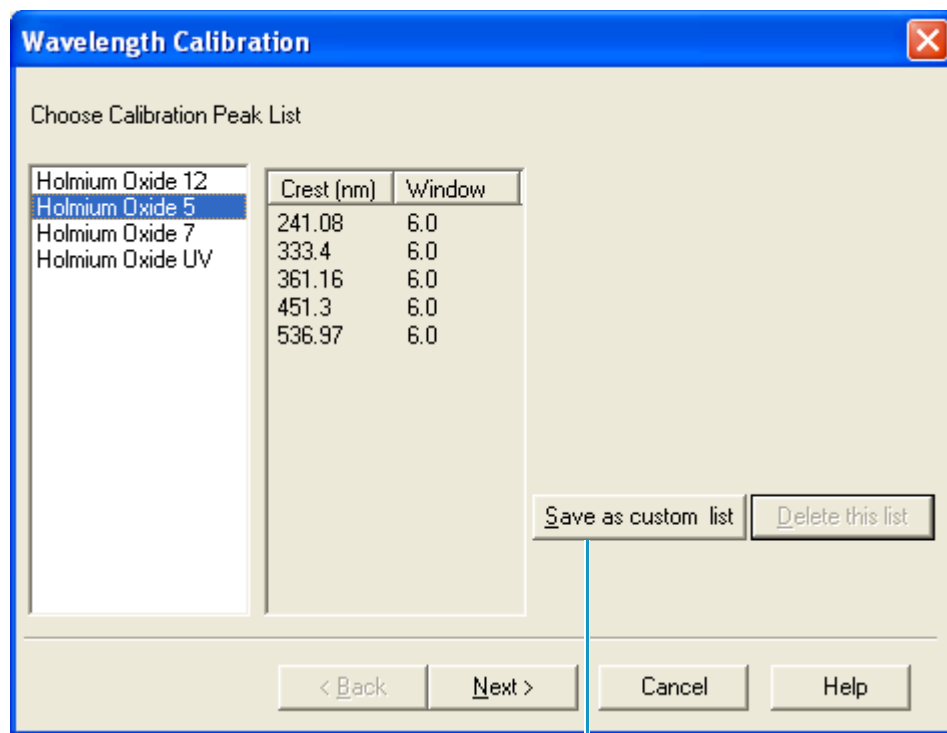 Wavelength Calibration
Choose Calibration Peak List
Holmium Oxide 12
Holmium Oxide 5
Holmium Oxide 7
Holmium Oxide UV
Crest (nm) Window
241.08 6.0
333.4 6.0
361.16 6.0
451.3 6.0
536.97 6.0
Save as custom list Delete this list
< Back Next > Cancel Help